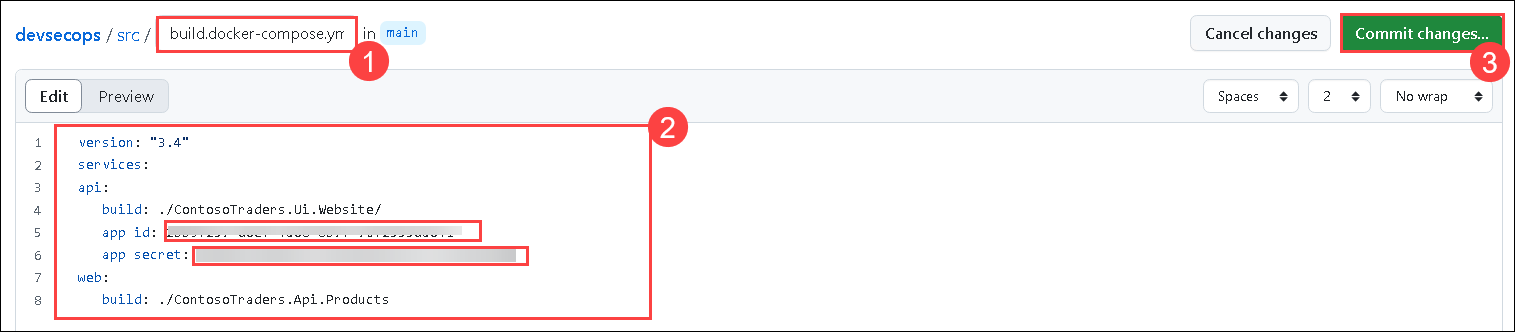 devsecops / src / build.docker-compose.ym in main
Cancel changes
Commit changes...
1
3
Edit
Preview
Spaces
2
No wrap
2
1 version: "3.4"
2 services:
3 api:
4 build: ./ContosoTraders.Ui.Website/
5 app id:
6 app secret:
7 web:
8 build: ./ContosoTraders.Api.Products